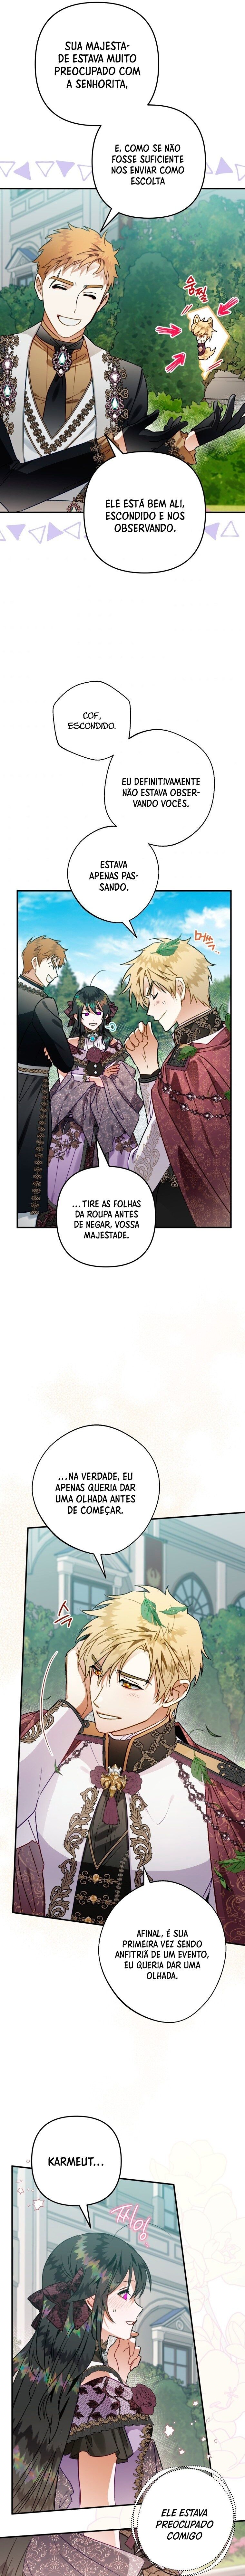 SUA MAJESTA-
DE ESTAVA MUITO
PREOCUPADO COM
A SENHORITA,
E, COMO SE NÃO
FOSSE SUFICIENTE
NOS ENVIAR COMO
ESCOLTA
움찔
ELE ESTÁ BEM ALI,
ESCONDIDO E NOS
OBSERVANDO.
COF,
ESCONDIDO.
EU DEFINITIVAMENTE
NÃO ESTAVA OBSER-
VANDO VOCÊS.
ESTAVA
APENAS PAS-
SANDO.
...TIRE AS FOLHAS
DA ROUPA ANTES
DE NEGAR, VOSSA
MAJESTADE.
...NA VERDADE, EU
APENAS QUERIA DAR
UMA OLHADA ANTES
DE COMEÇAR.
AFINAL, É SUA
PRIMEIRA VEZ SENDO
ANFITRIÃ DE UM EVENTO,
EU QUERIA DAR UMA
OLHADA.
KARMEUT...
ELE ESTAVA
PREOCUPADO
COMIGO